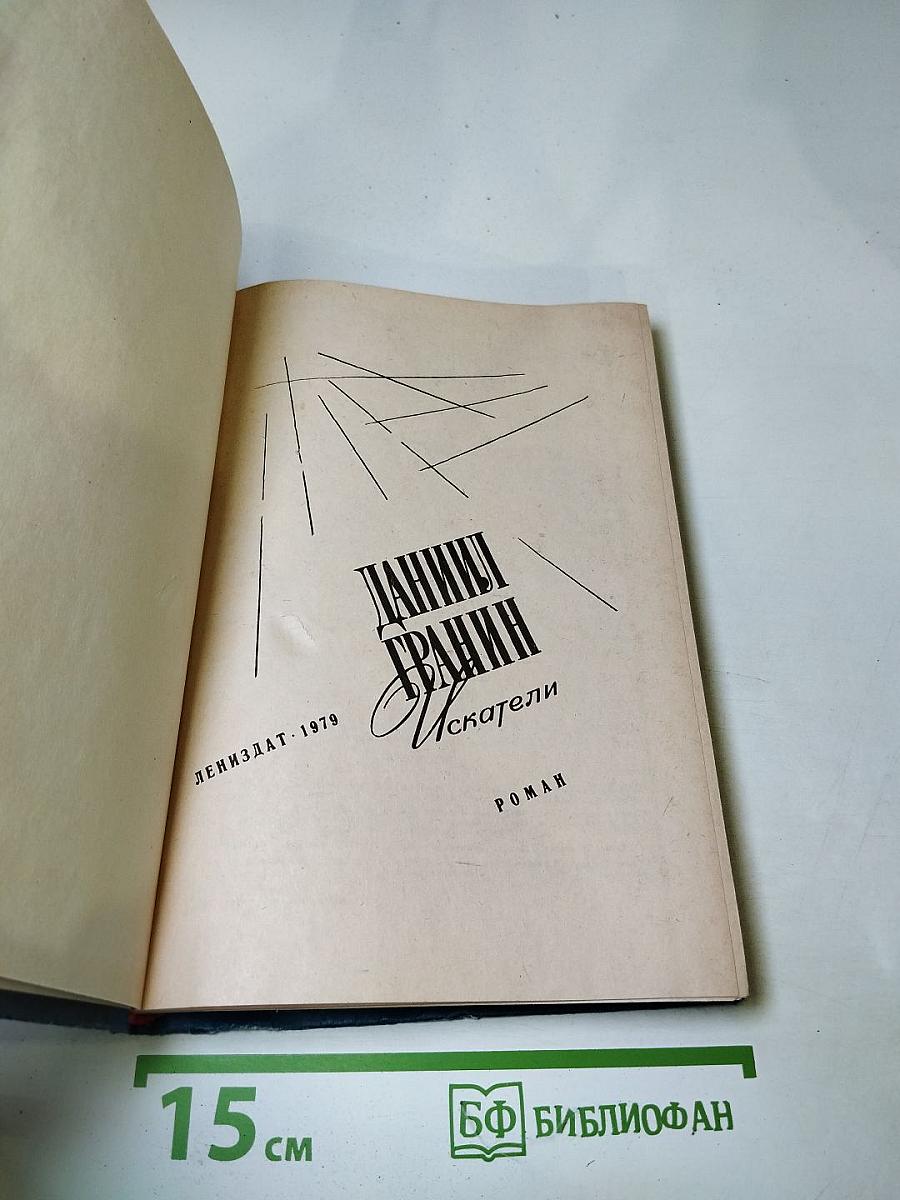 ДАНИИЛ
ГРАНИН
Искатели
ЛЕНИЗДАТ · 1979
РОМАН
15 см
БФ БИБЛИОФАН